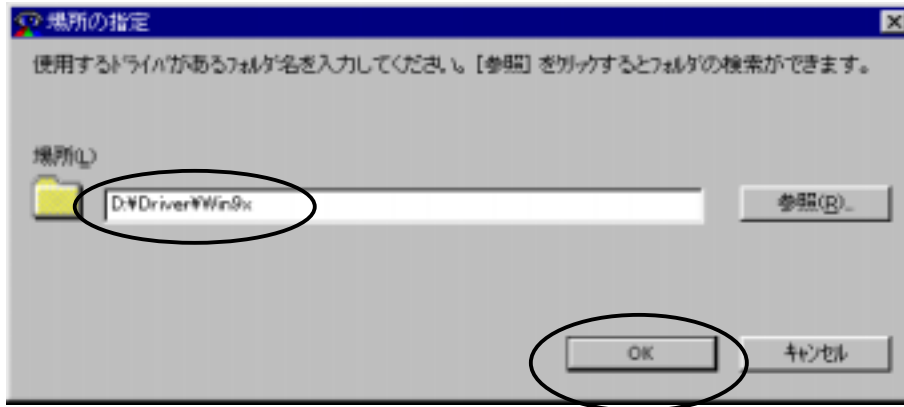 場所の指定
使用するドライバがあるフォルダ名を入力してください。[参照] をクリックするとフォルダの検索ができます。
場所(L)
D:¥Driver¥Win9x
参照(R)...
OK
キャンセル